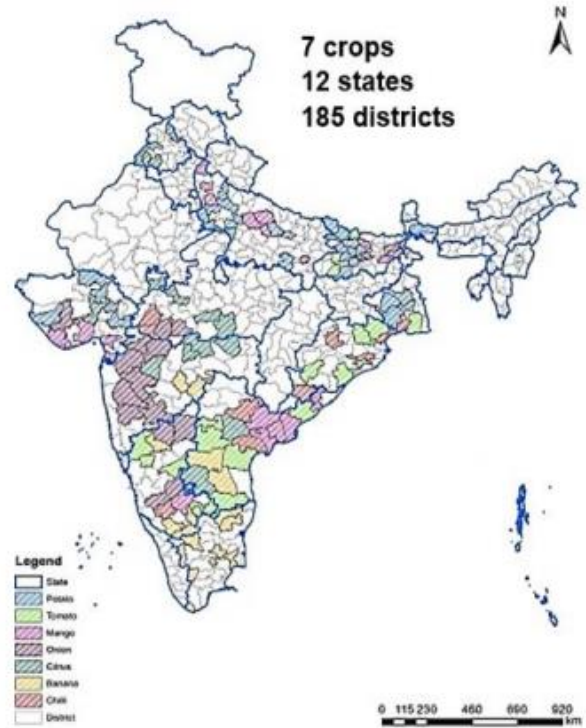 7 crops
12 states
185 districts
N
Legend
State
Potato
Tomato
Mango
Onion
Citrus
Banana
Chili
District
0 115 230 460 690 920
km